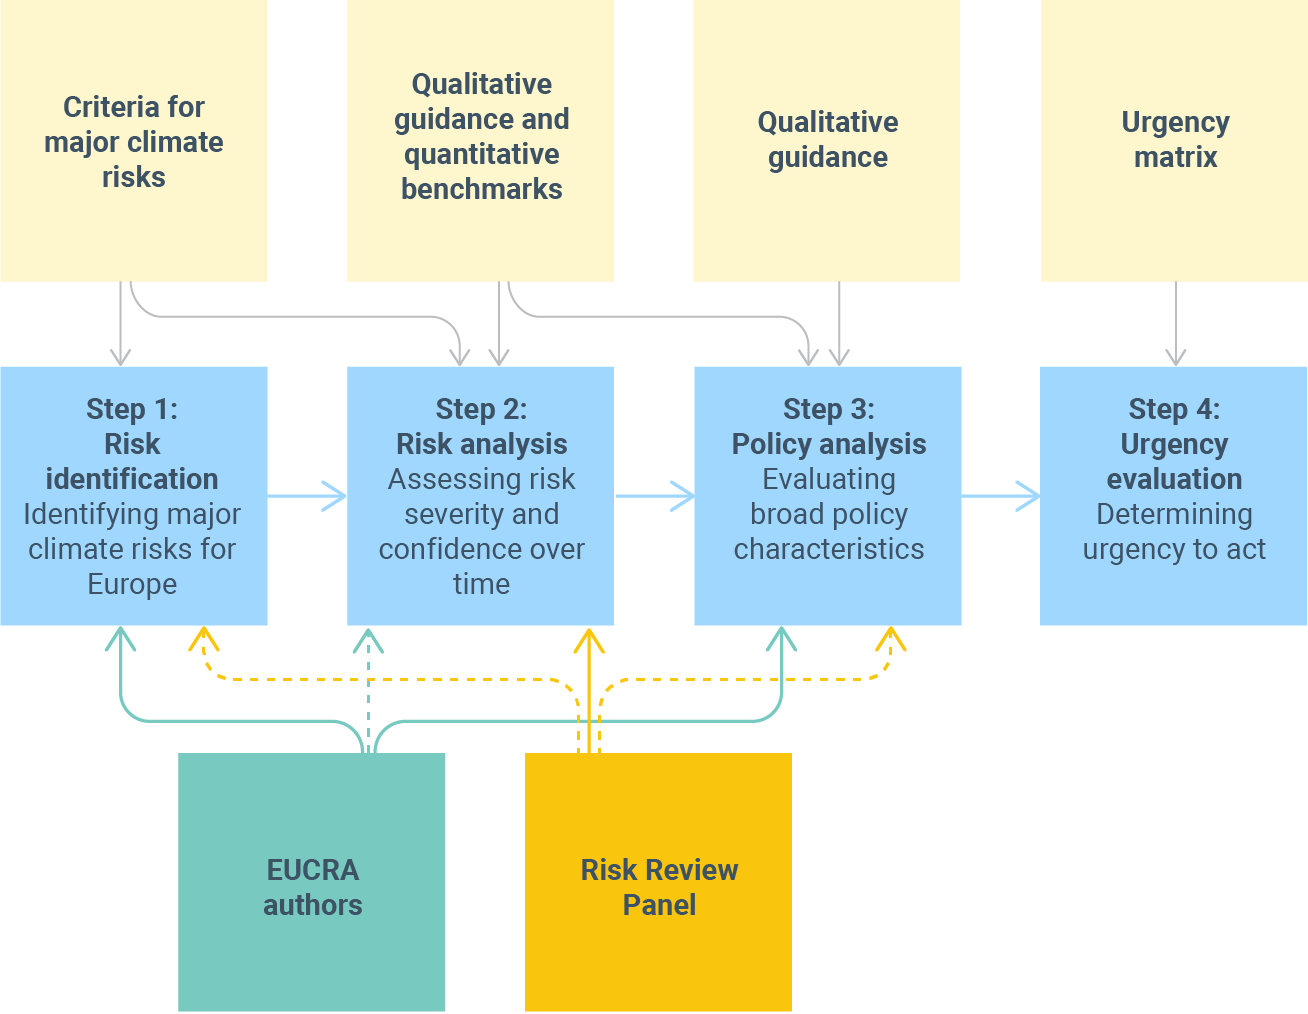 Criteria for
major climate
risks
Qualitative
guidance and
quantitative
benchmarks
Qualitative
guidance
Urgency
matrix
Step 1:
Risk
identification
Identifying major
climate risks for
Europe
Step 2:
Risk analysis
Assessing risk
severity and
confidence over
time
Step 3:
Policy analysis
Evaluating
broad policy
characteristics
Step 4:
Urgency
evaluation
Determining
urgency to act
EUCRA
authors
Risk Review
Panel